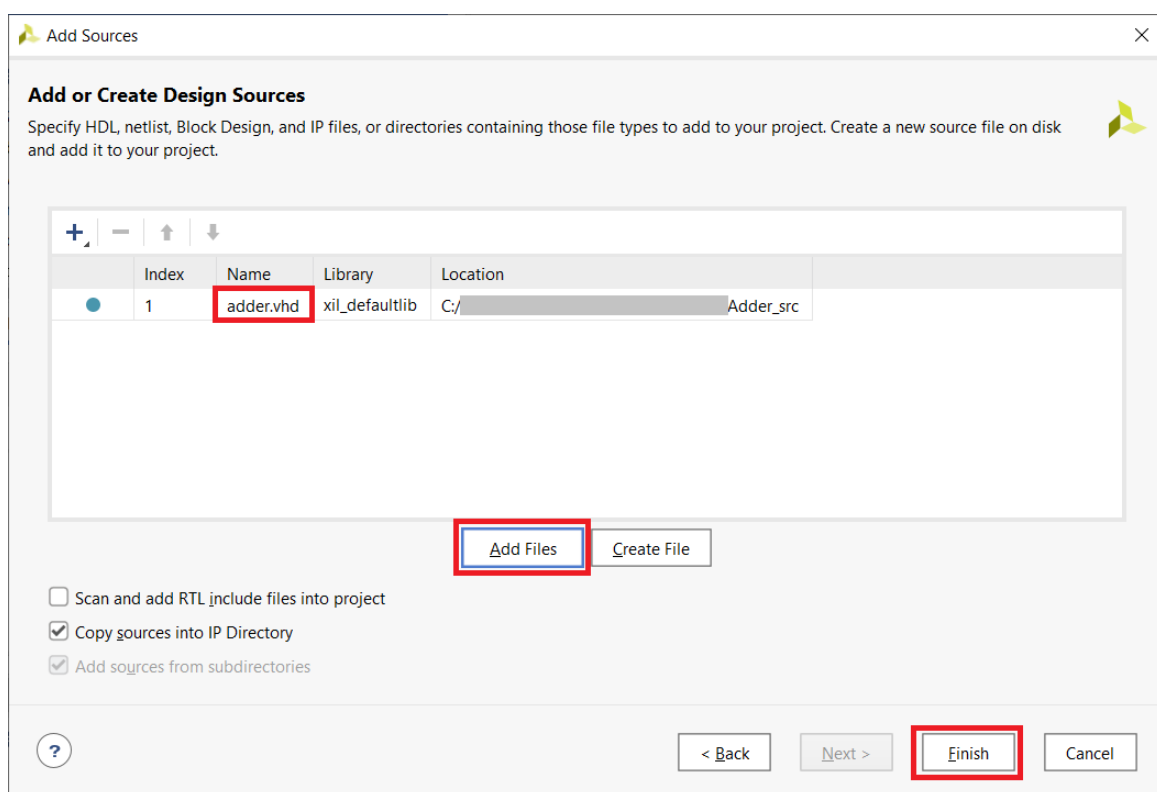 Add Sources
Add or Create Design Sources
Specify HDL, netlist, Block Design, and IP files, or directories containing those file types to add to your project. Create a new source file on disk
and add it to your project.
Index Name Library Location
1 adder.vhd xil_defaultlib C:/ Adder_src
Add Files Create File
Scan and add RTL include files into project
Copy sources into IP Directory
Add sources from subdirectories
? < Back Next > Finish Cancel